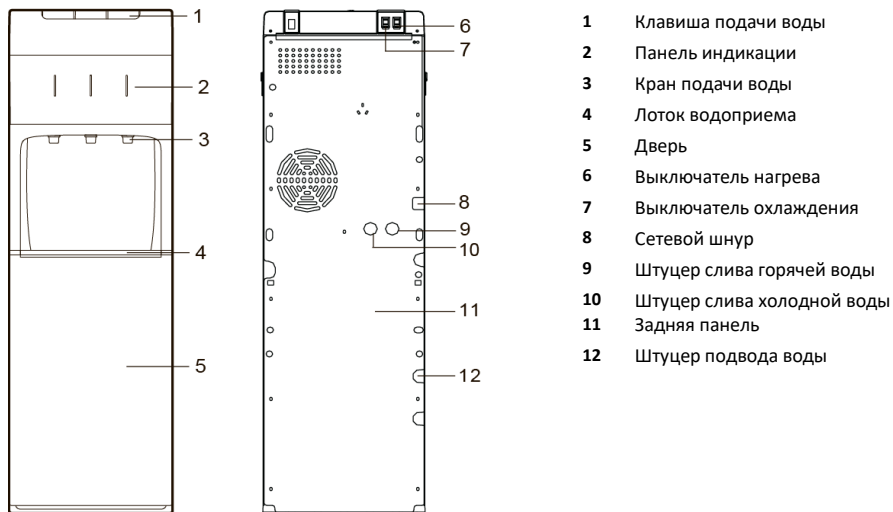 1
2
3
4
5
6
7
8
9
10
11
12
1 Клавиша подачи воды
2 Панель индикации
3 Кран подачи воды
4 Лоток водоприема
5 Дверь
6 Выключатель нагрева
7 Выключатель охлаждения
8 Сетевой шнур
9 Штуцер слива горячей воды
10 Штуцер слива холодной воды
11 Задняя панель
12 Штуцер подвода воды